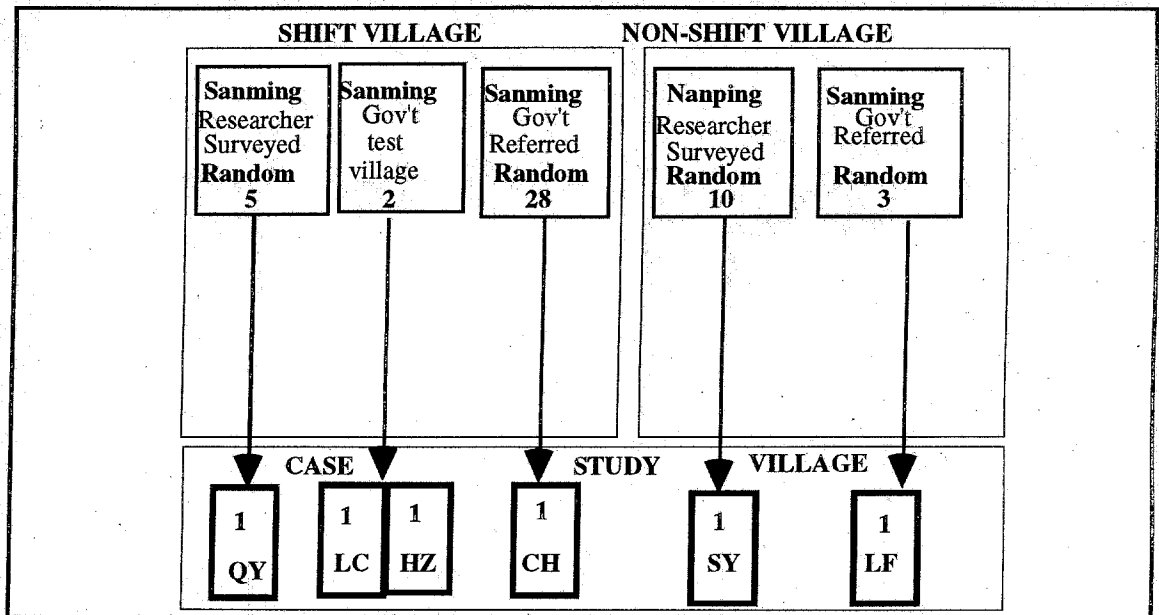 SHIFT VILLAGE
NON-SHIFT VILLAGE
Sanming
Researcher
Surveyed
Random
5
Sanming
Gov't
test
village
2
Sanming
Gov't
Referred
Random
28
Nanping
Researcher
Surveyed
Random
10
Sanming
Gov't
Referred
Random
3
CASE STUDY VILLAGE
1
QY
1
LC
1
HZ
1
CH
1
SY
1
LF